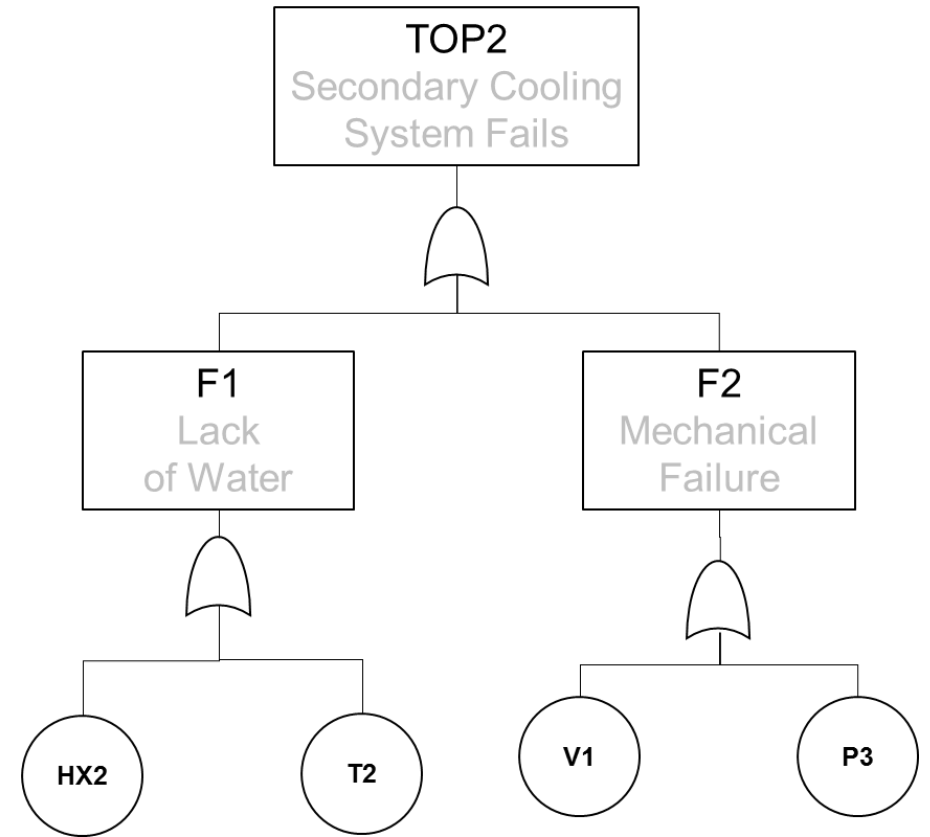 TOP2
Secondary Cooling
System Fails
F1
Lack
of Water
F2
Mechanical
Failure
HX2
T2
V1
P3